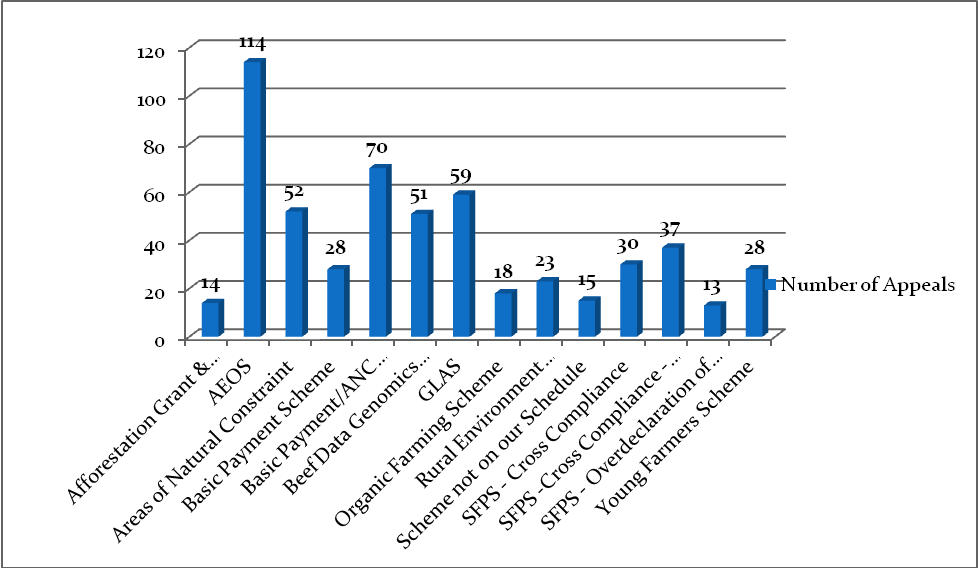 120
100
80
60
40
20
0
14
114
52
28
70
51
59
18
23
15
30
37
13
28
Number of Appeals
Afforestation Grant &...
AEOS
Areas of Natural Constraint
Basic Payment Scheme
Basic Payment/ANC...
Beef Data Genomics...
GLAS
Organic Farming Scheme
Rural Environment...
Scheme not on our Schedule
SFPS - Cross Compliance
SFPS -Cross Compliance -...
SFPS - Overdeclaration of...
Young Farmers Scheme